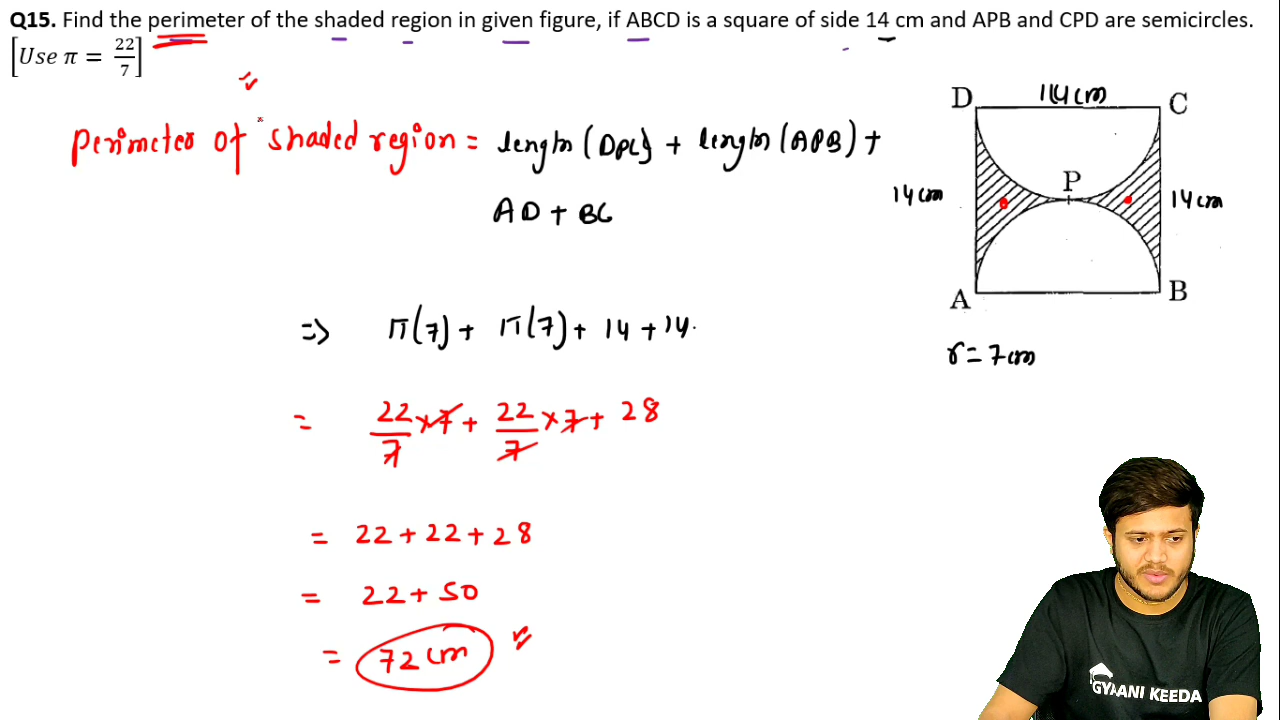 Q15. Find the perimeter of the shaded region in given figure, if ABCD is a square of side 14 cm and APB and CPD are semicircles.
[Use π = 22/7]
Perimeter of shaded region = length (DPC) + length (APB) +
AD + BC
=> π(7) + π(7) + 14 + 14
= 22/7 × 7 + 22/7 × 7 + 28
= 22 + 22 + 28
= 22 + 50
= 72 cm
D 14 cm C
14 cm P 14 cm
A B
r = 7 cm
GYAANI KEEDA